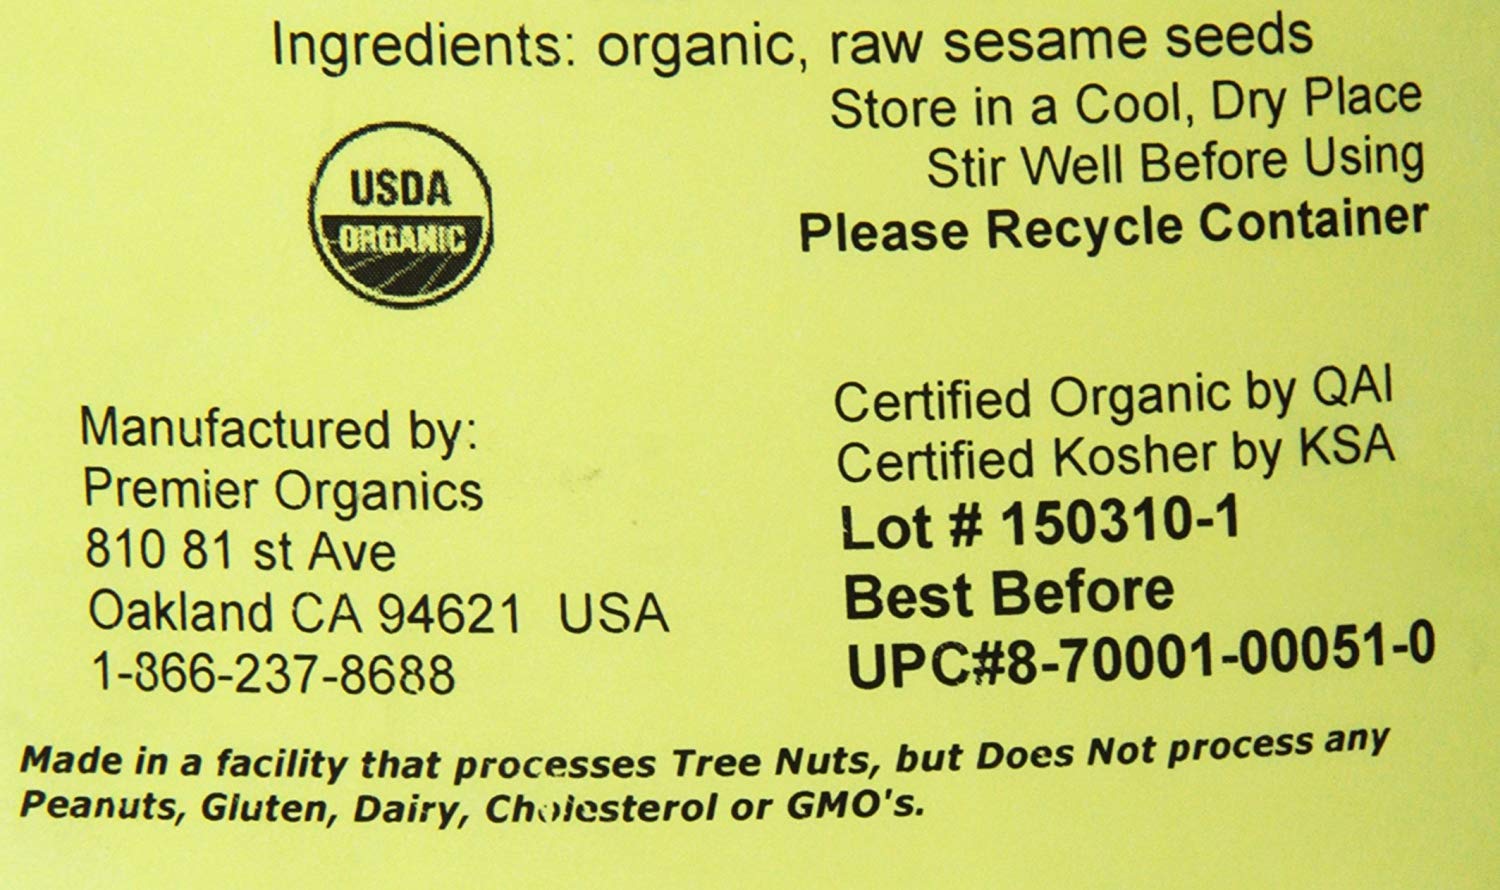 Ingredients: organic, raw sesame seeds
Store in a Cool, Dry Place
Stir Well Before Using
Please Recycle Container
USDA
ORGANIC
Manufactured by:
Premier Organics
810 81 st Ave
Oakland CA 94621 USA
1-866-237-8688
Certified Organic by QAI
Certified Kosher by KSA
Lot # 150310-1
Best Before
UPC#8-70001-00051-0
Made in a facility that processes Tree Nuts, but Does Not process any
Peanuts, Gluten, Dairy, Cholesterol or GMO's.